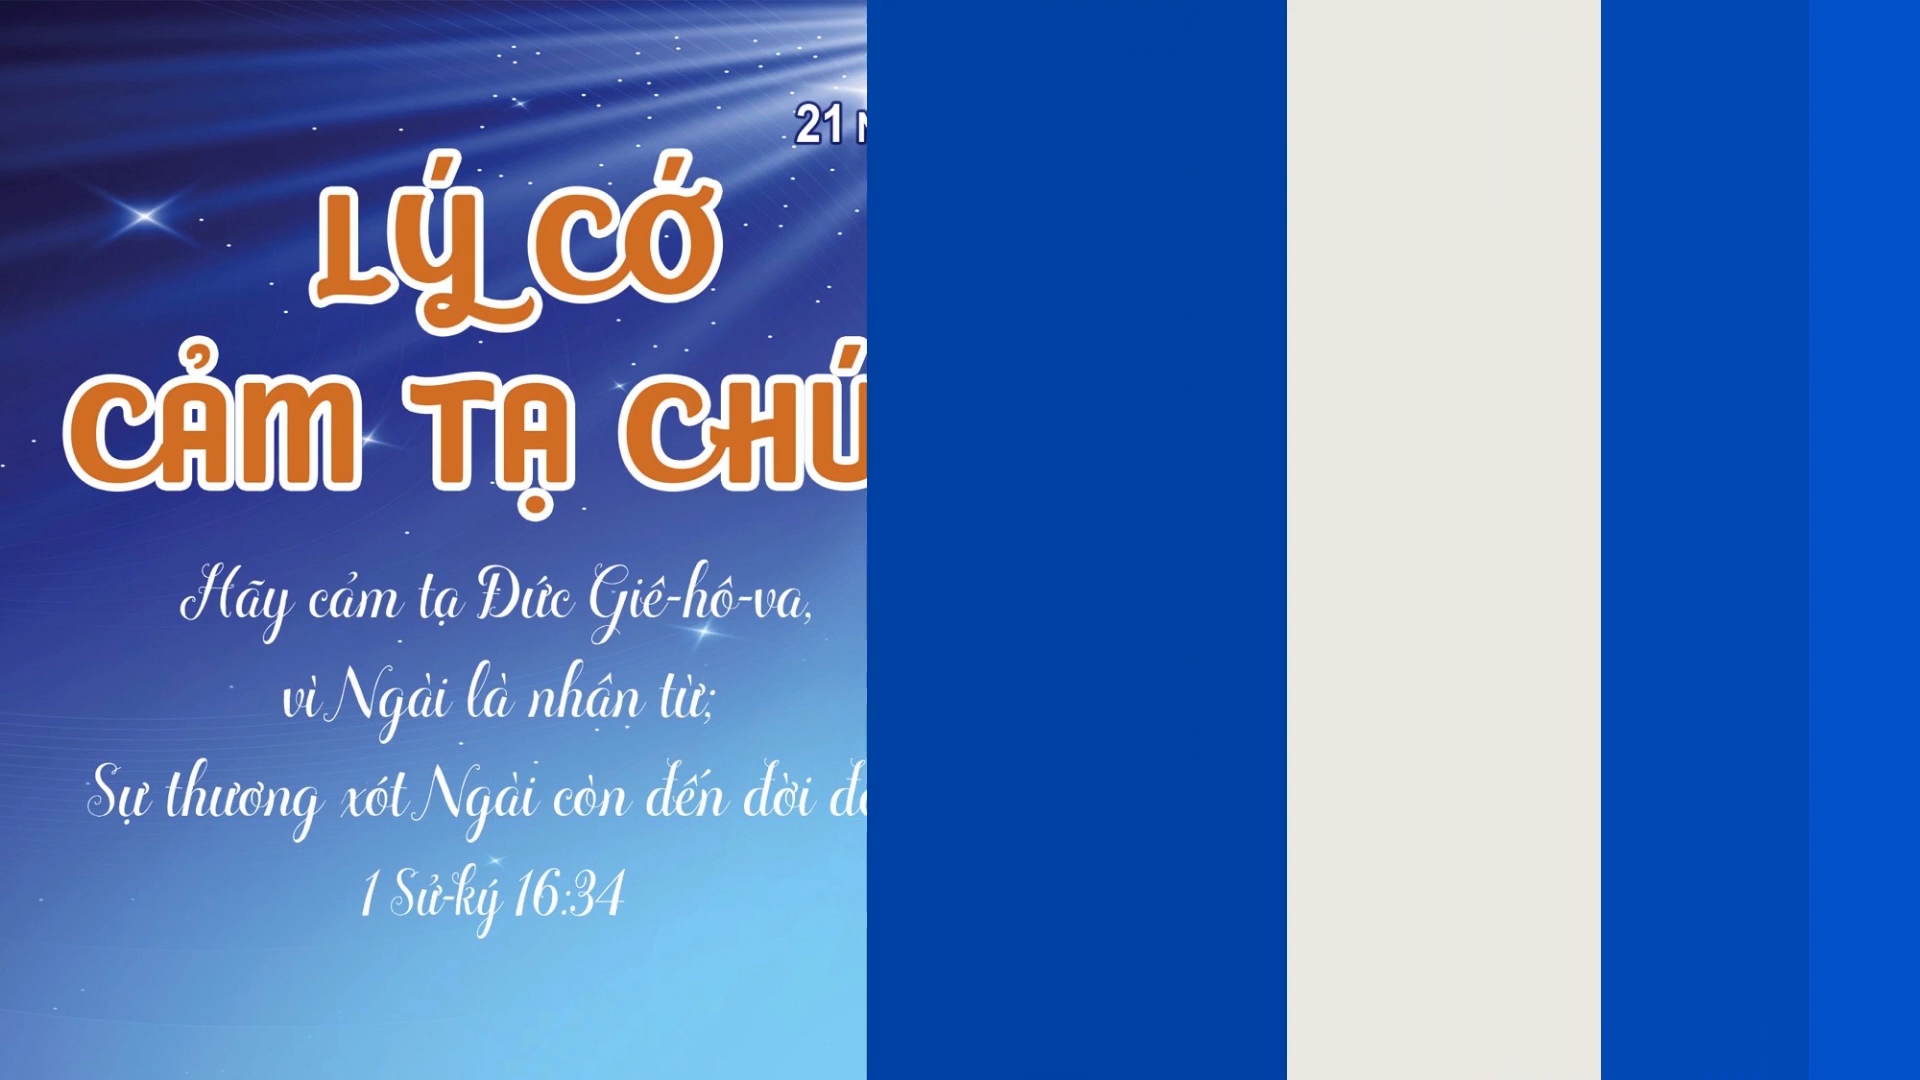 21
LÝ CỚ
CẢM TẠ CHÚ
Hãy cảm tạ Đức Giê-hô-va,
vì Ngài là nhân từ;
Sự thương xót Ngài còn đến đời
1 Sử-ký 16:34